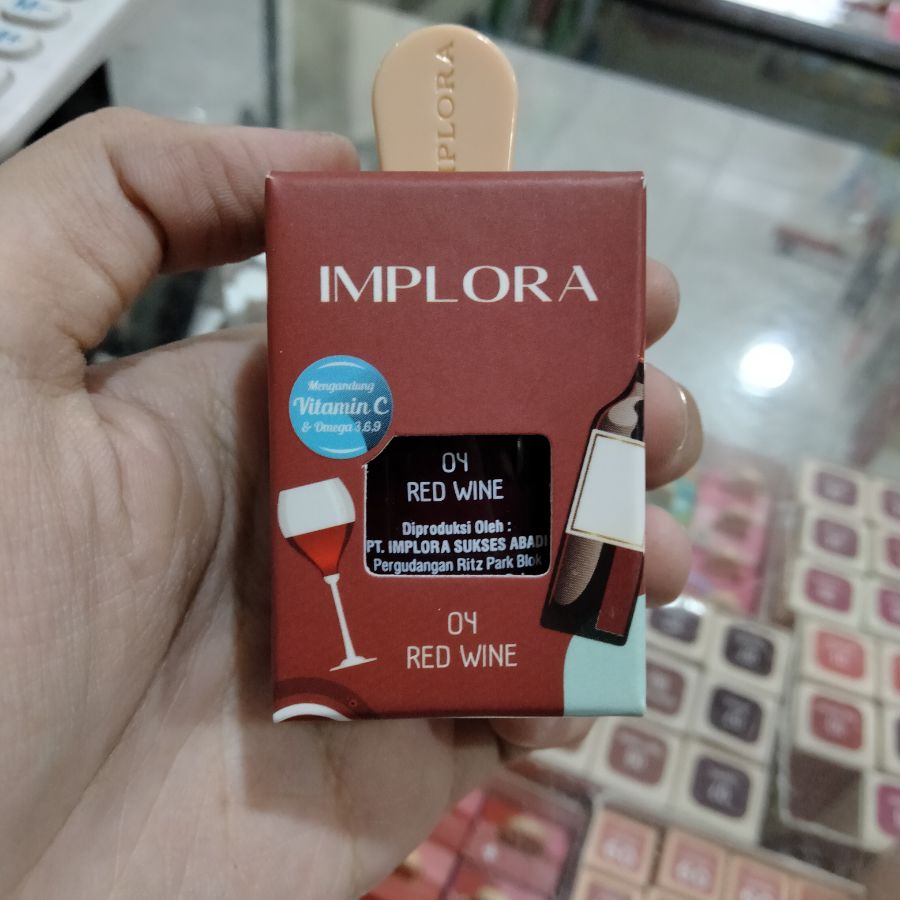 IMPLORA
IMPLORA
Mengandung
Vitamin C
& Omega 3,6,9
04
RED WINE
Diproduksi Oleh :
PT. IMPLORA SUKSES ABADI
Pergudangan Ritz Park Blok
04
RED WINE